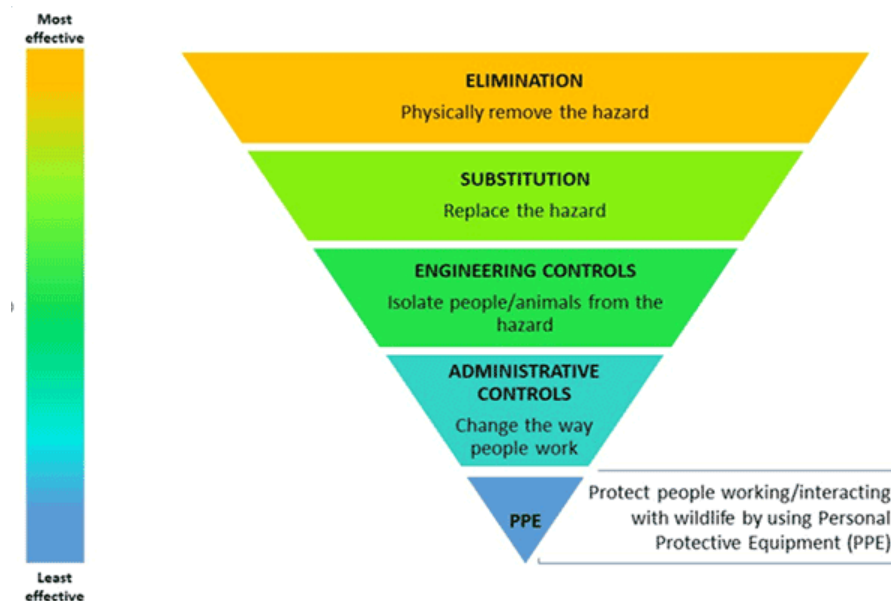 Most
effective
ELIMINATION
Physically remove the hazard
SUBSTITUTION
Replace the hazard
ENGINEERING CONTROLS
Isolate people/animals from the
hazard
ADMINISTRATIVE
CONTROLS
Change the way
people work
PPE
Protect people working/interacting
with wildlife by using Personal
Protective Equipment (PPE)
Least
effective